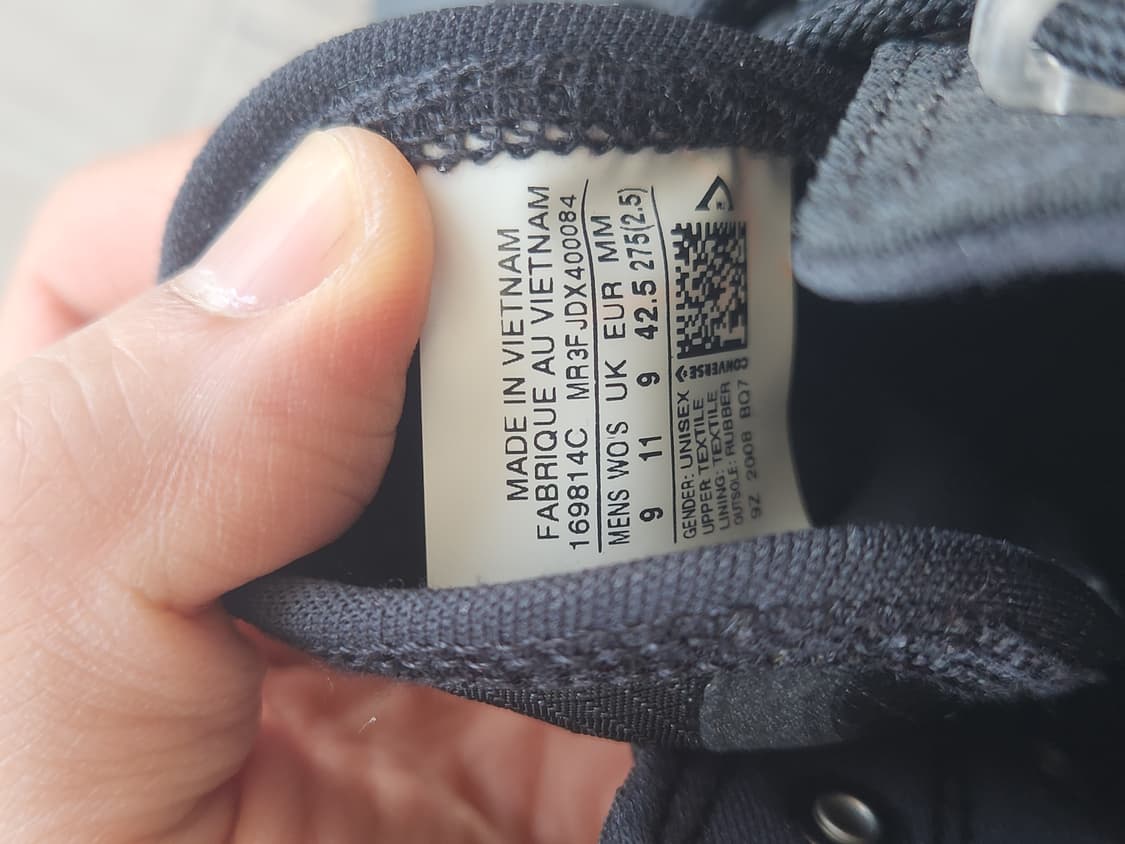 MADE IN VIETNAM
FABRIQUE AU VIETNAM
169814C MR3FJDX400084
MENS WO'S UK EUR MM
9 11 9 42.5 275(2.5)
GENDER: UNISEX
UPPER TEXTILE
LINING: TEXTILE
OUTSOLE: RUBBER
9Z 2008 BQ7
CONVERSE